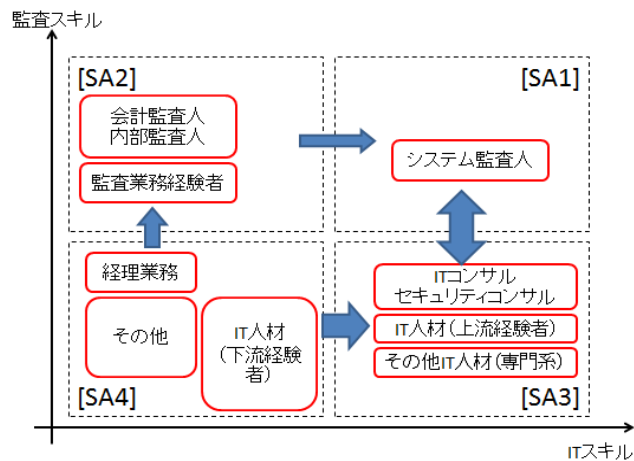 監査スキル
[SA2]
[SA1]
会計監査人
内部監査人
システム監査人
監査業務経験者
経理業務
ITコンサル
セキュリティコンサル
その他
IT人材
(下流経験
者)
IT人材(上流経験者)
その他IT人材(専門系)
[SA4]
[SA3]
ITスキル